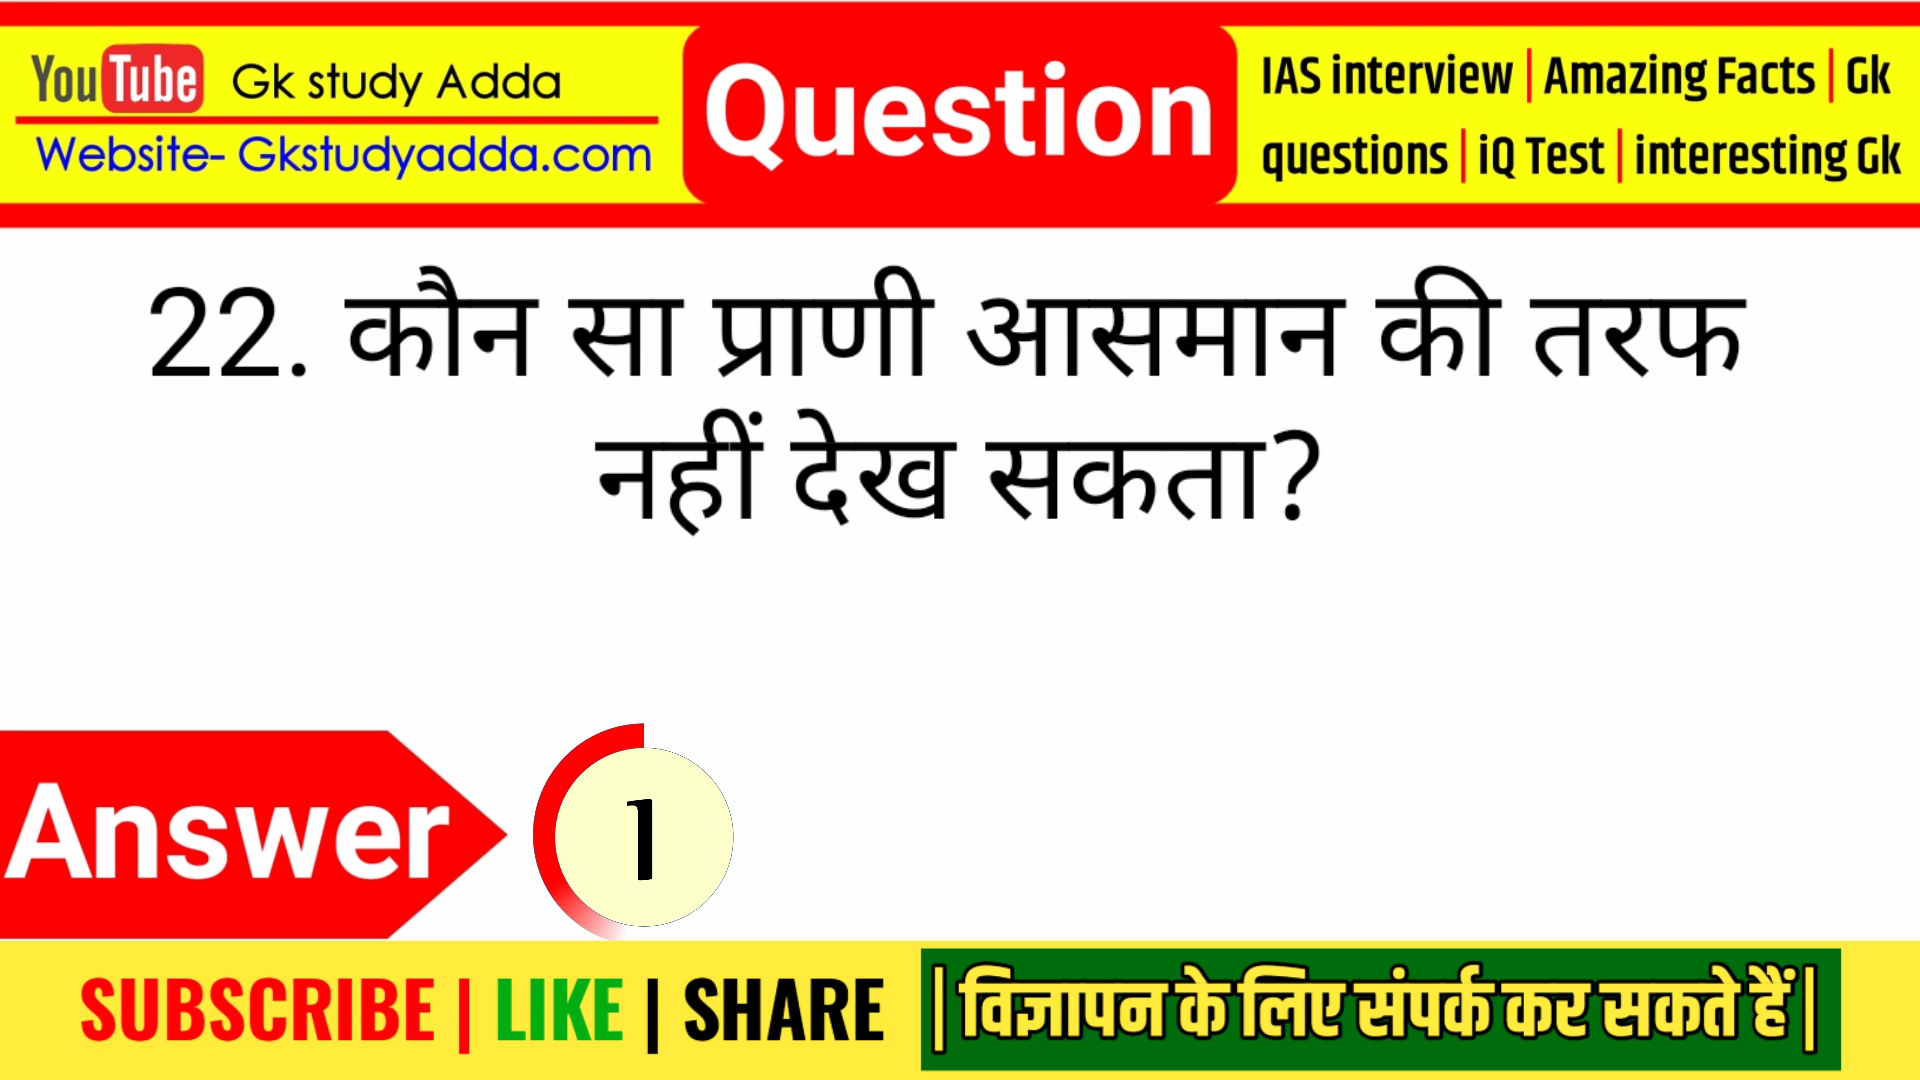 YouTube Gk study Adda
Website- Gkstudyadda.com
Question
IAS interview | Amazing Facts | Gk
questions | iQ Test | interesting Gk
22. कौन सा प्राणी आसमान की तरफ
नहीं देख सकता?
Answer
1
SUBSCRIBE | LIKE | SHARE
| विज्ञापन के लिए संपर्क कर सकते हैं |